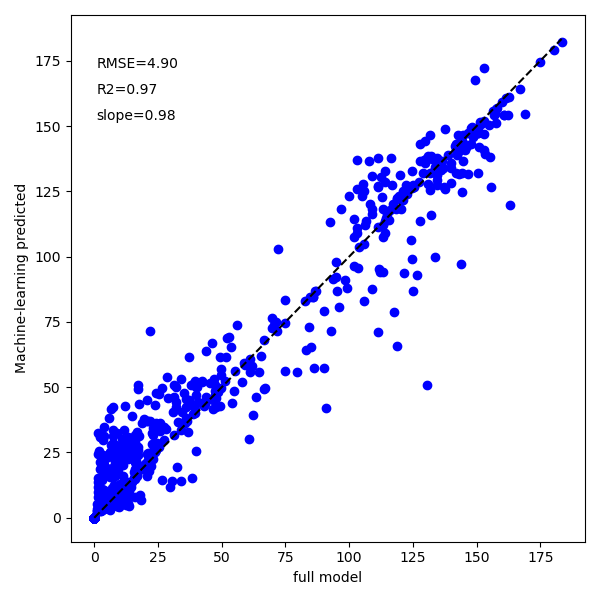 RMSE=4.90
R2=0.97
slope=0.98
Machine-learning predicted
175
150
125
100
75
50
25
0
0 25 50 75 100 125 150 175
full model